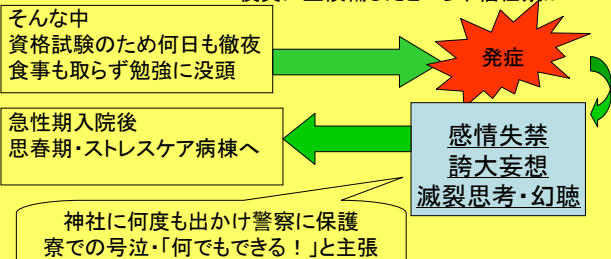 そんな中
資格試験のため何日も徹夜
食事も取らず勉強に没頭
発症
急性期入院後
思春期・ストレスケア病棟へ
感情失禁
誇大妄想
滅裂思考・幻聴
神社に何度も出かけ警察に保護
寮での号泣・「何でもできる！」と主張